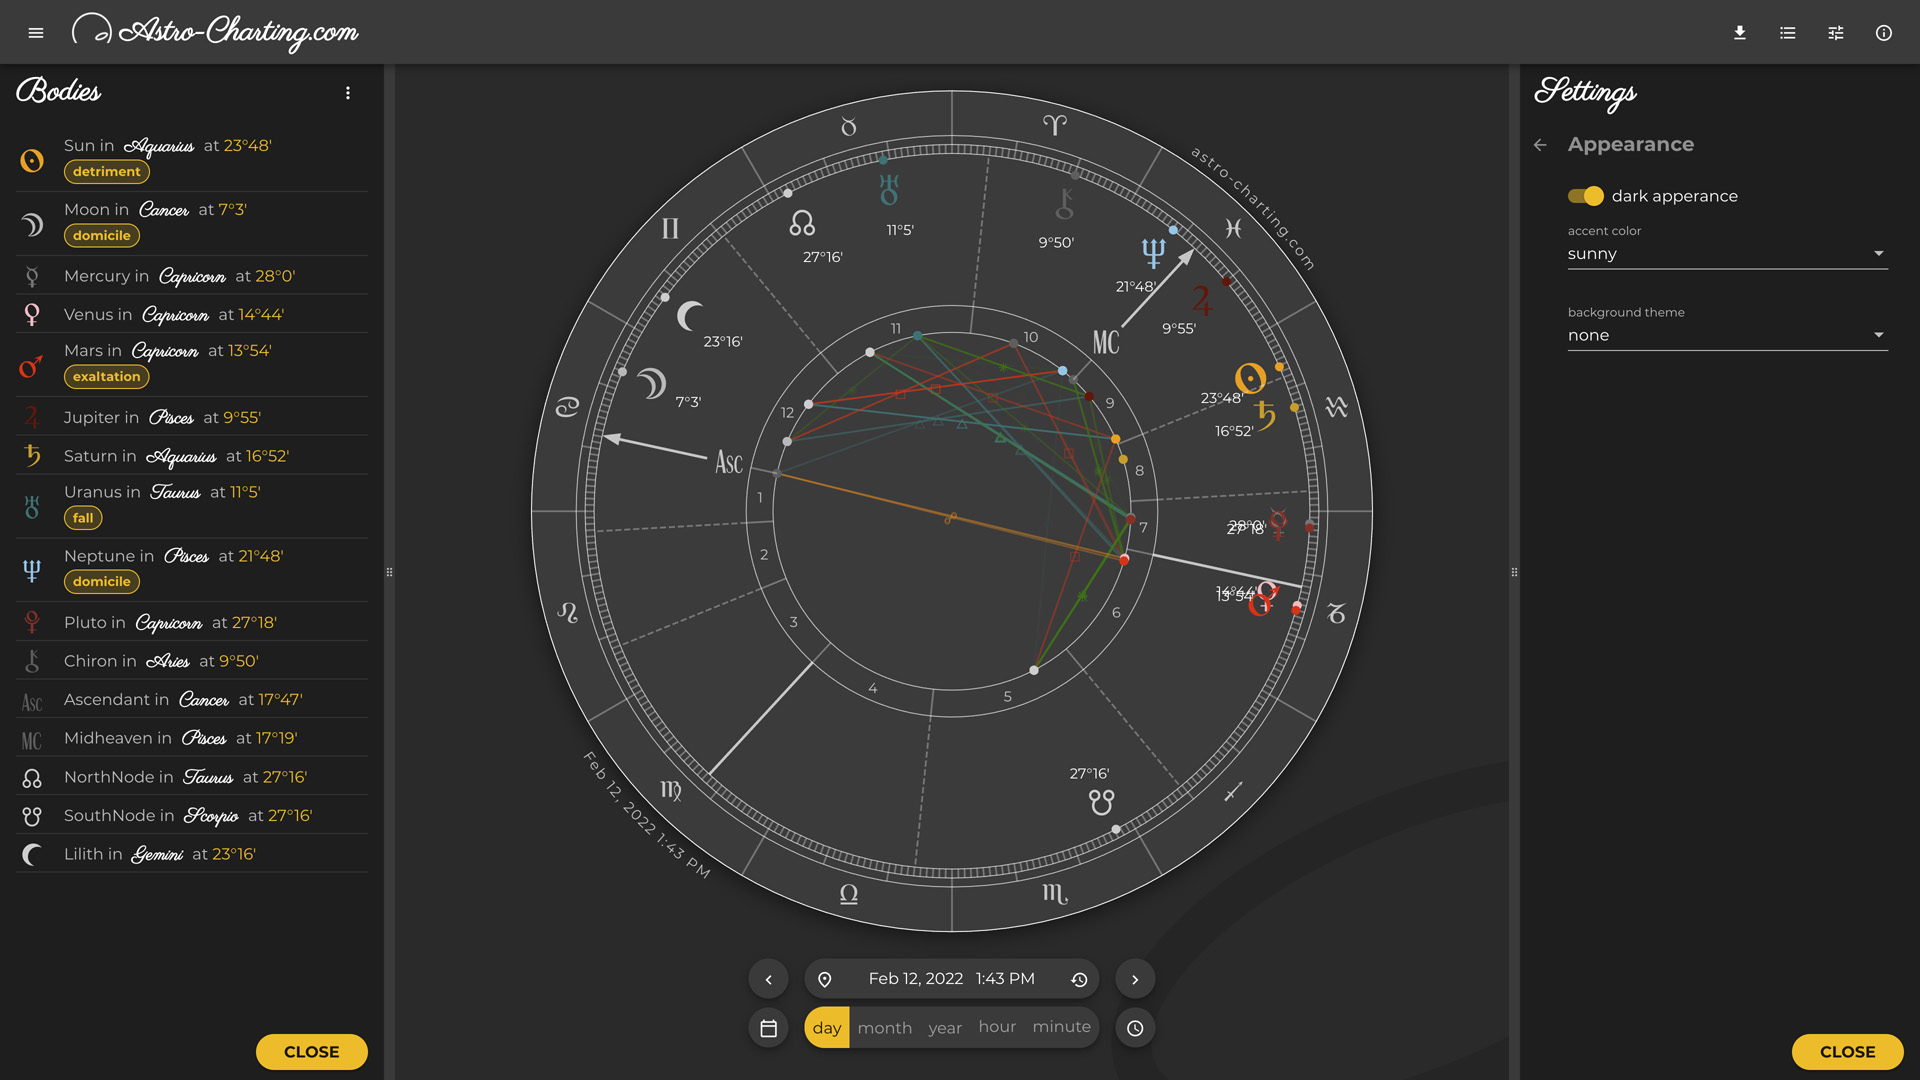 Astro-Charting.com
Bodies
Sun in Aquarius at 23°48'
detriment
Moon in Cancer at 7°3'
domicile
Mercury in Capricorn at 28°0'
Venus in Capricorn at 14°44'
Mars in Capricorn at 13°54'
exaltation
Jupiter in Pisces at 9°55'
Saturn in Aquarius at 16°52'
Uranus in Taurus at 11°5'
fall
Neptune in Pisces at 21°48'
domicile
Pluto in Capricorn at 27°18'
Chiron in Aries at 9°50'
Asc Ascendant in Cancer at 17°47'
MC Midheaven in Pisces at 17°19'
NorthNode in Taurus at 27°16'
SouthNode in Scorpio at 27°16'
Lilith in Gemini at 23°16'
CLOSE
astro-charting.com
11°5'
9°50'
27°16'
21°48'
9°55'
MC
23°16'
7°3'
23°48'
16°52'
Asc
28°0'
27°18'
14°44'
13°54'
27°16'
11
10
12
9
8
1
7
2
3
6
4
5
Feb 12, 2022 1:43 PM
Feb 12, 2022 1:43 PM
day month year hour minute
Settings
Appearance
dark apperance
accent color
sunny
background theme
none
CLOSE